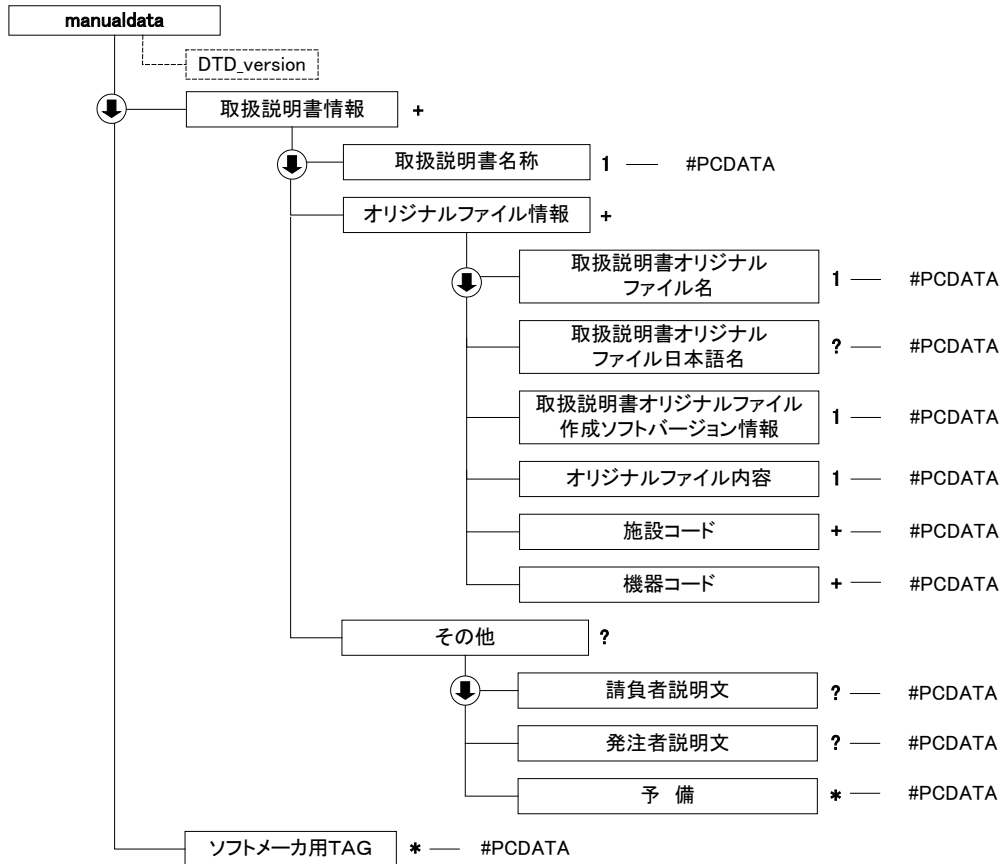 manualdata
DTD_version
取扱説明書情報 +
取扱説明書名称 1 #PCDATA
オリジナルファイル情報 +
取扱説明書オリジナル
ファイル名 1 #PCDATA
取扱説明書オリジナル
ファイル日本語名 ? #PCDATA
取扱説明書オリジナルファイル
作成ソフトバージョン情報 1 #PCDATA
オリジナルファイル内容 1 #PCDATA
施設コード + #PCDATA
機器コード + #PCDATA
その他 ?
請負者説明文 ? #PCDATA
発注者説明文 ? #PCDATA
予 備 * #PCDATA
ソフトメーカ用TAG * #PCDATA